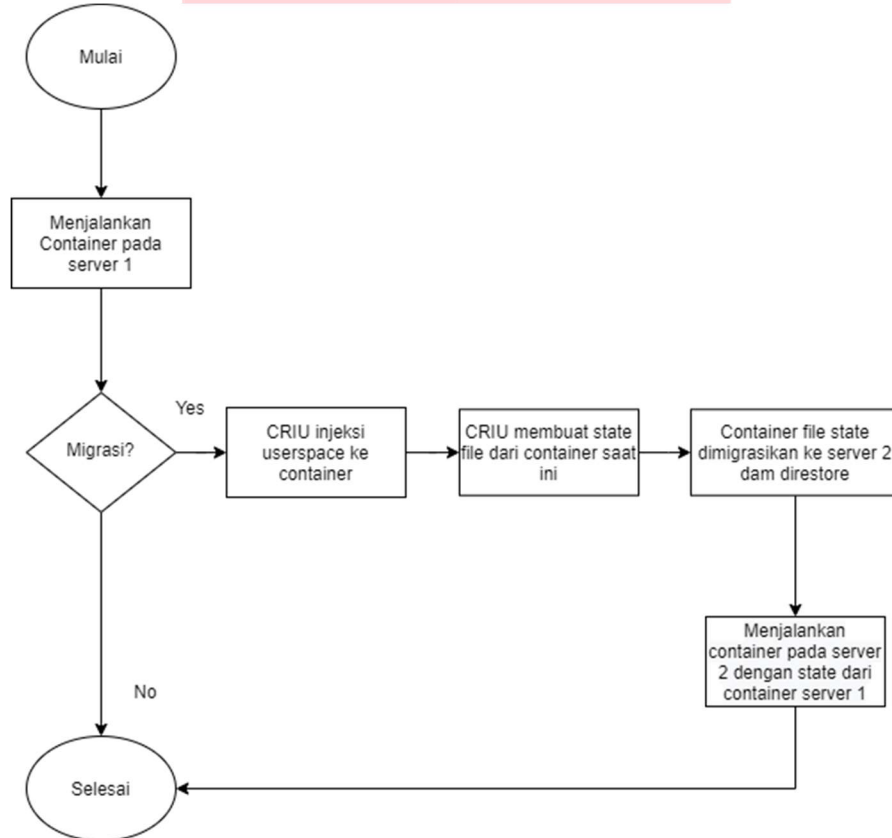 Mulai
Menjalankan
Container pada
server 1
Migrasi?
Yes
CRIU injeksi
userspace ke
container
CRIU membuat state
file dari container saat
ini
Container file state
dimigrasikan ke server 2
dam direstore
Menjalankan
container pada server
2 dengan state dari
container server 1
No
Selesai